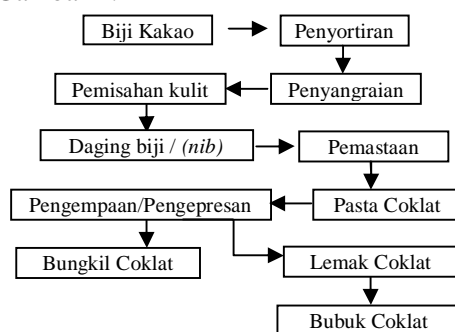 Biji Kakao
Penyortiran
Pemisahan kulit
Penyangraian
Daging biji / (nib)
Pemastaan
Pengempaan/Pengepresan
Pasta Coklat
Bungkil Coklat
Lemak Coklat
Bubuk Coklat